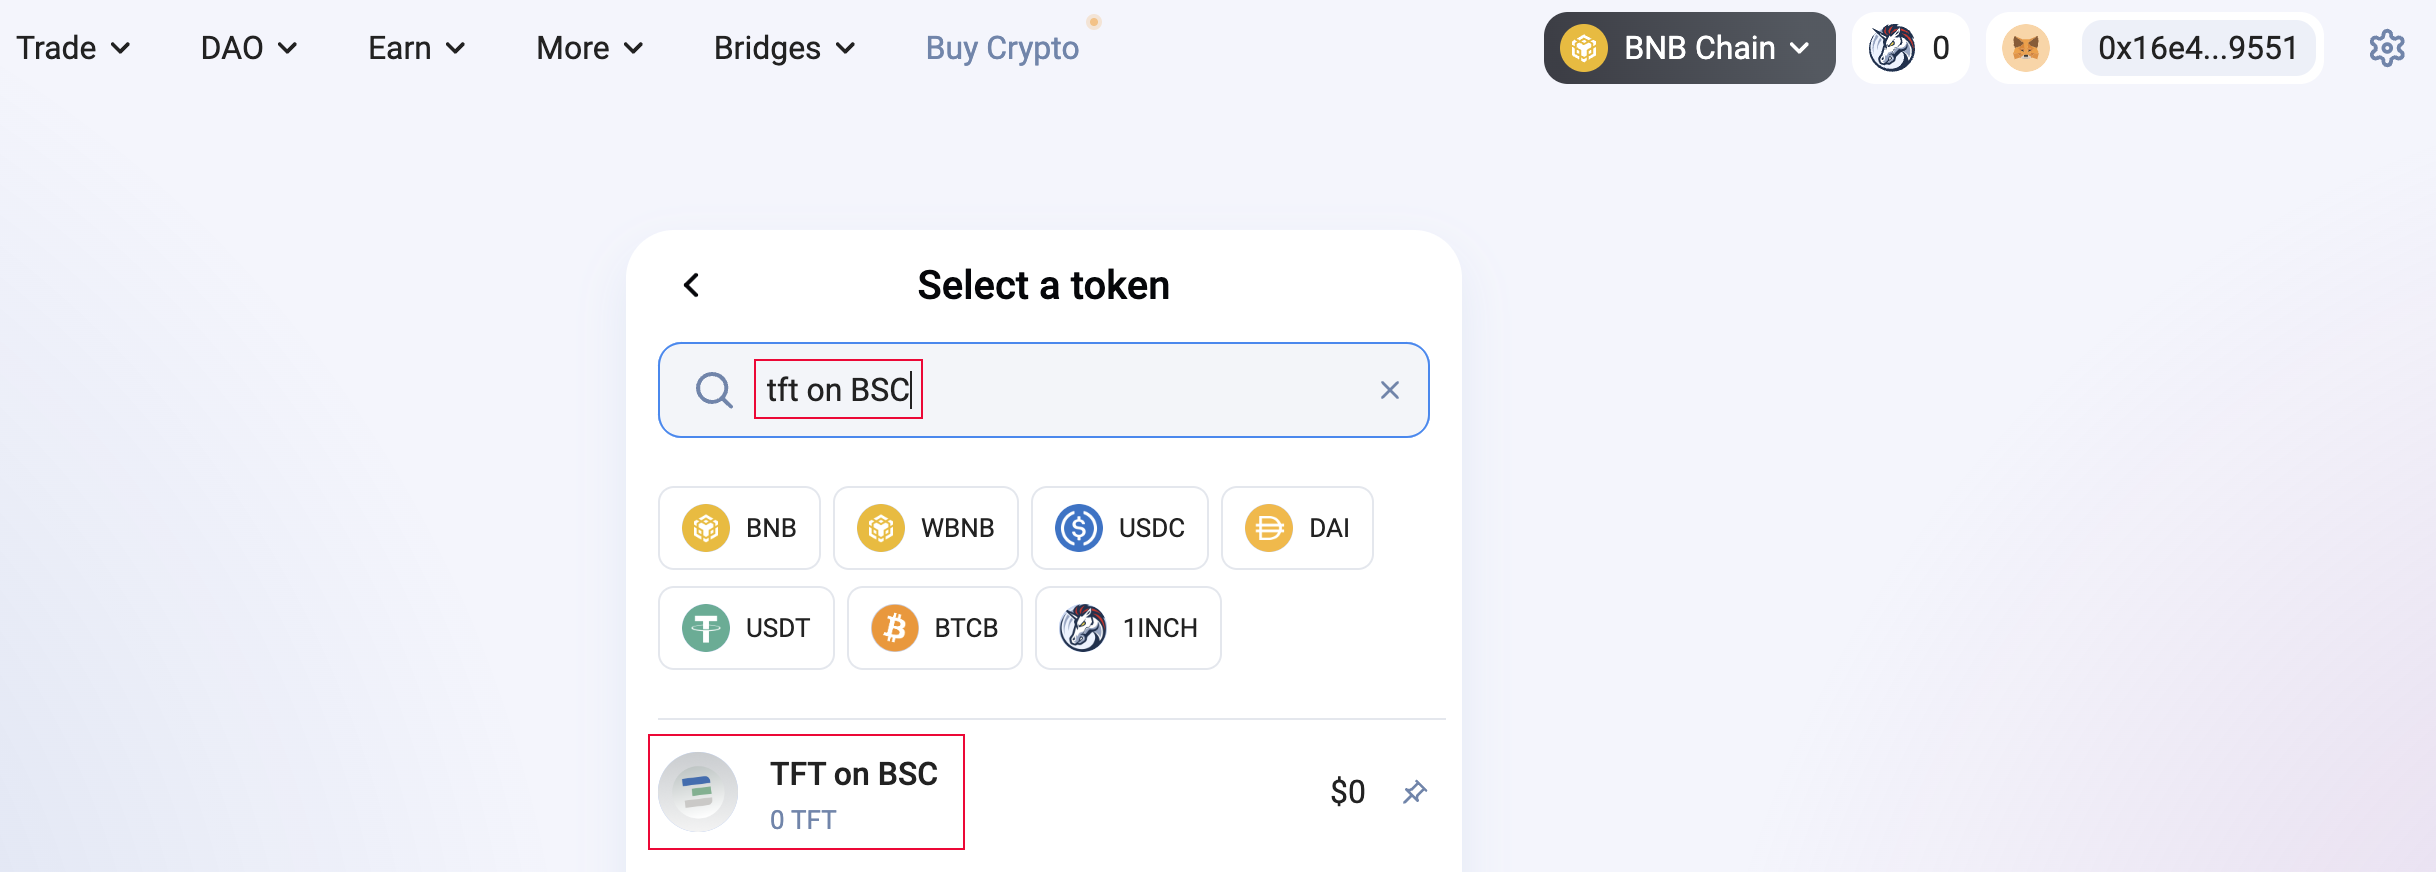 Trade DAO Earn More Bridges Buy Crypto BNB Chain 0 0x16e4...9551
Select a token
tft on BSC
BNB WBNB USDC DAI
USDT BTCB 1INCH
TFT on BSC
$0
0 TFT